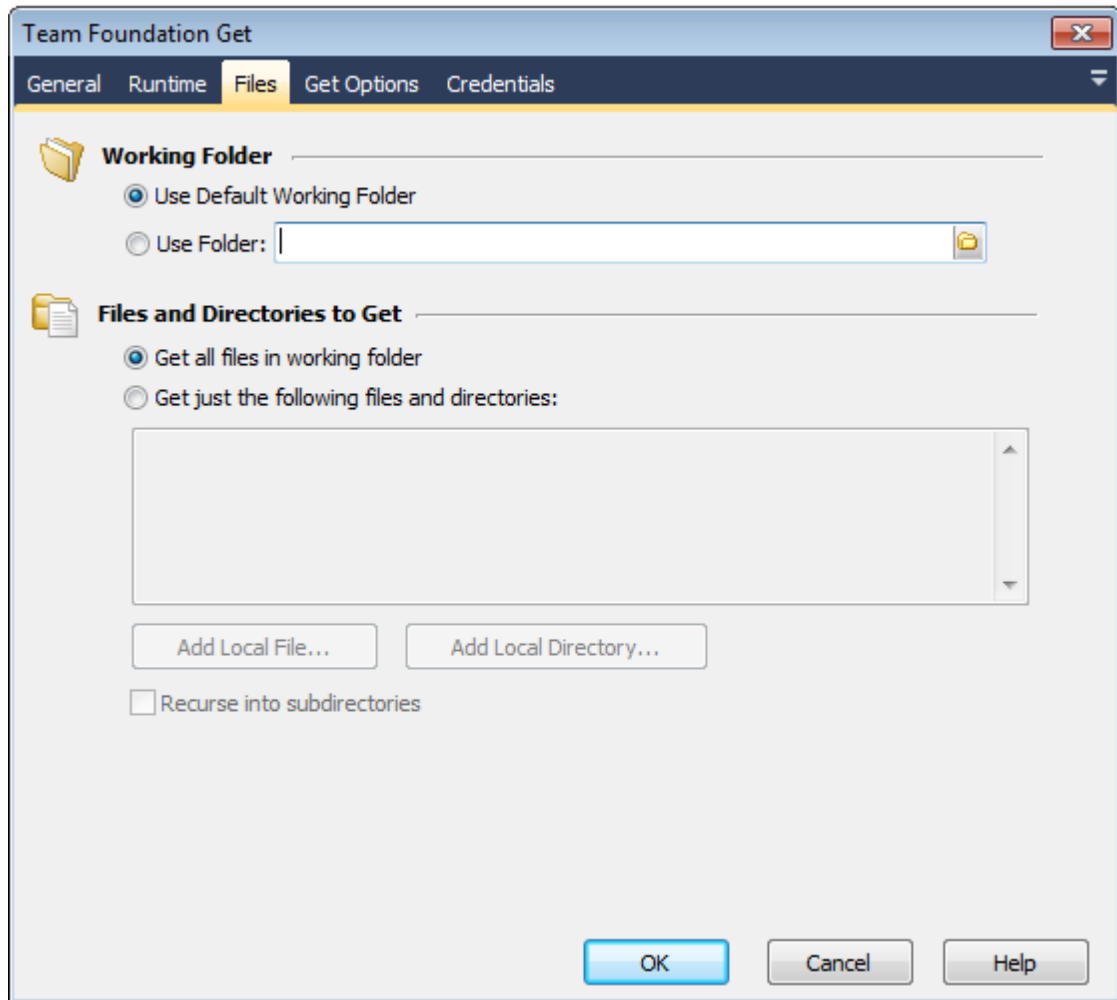 Team Foundation Get
General Runtime Files Get Options Credentials
Working Folder
Use Default Working Folder
Use Folder:
Files and Directories to Get
Get all files in working folder
Get just the following files and directories:
Add Local File... Add Local Directory...
Recurse into subdirectories
OK Cancel Help